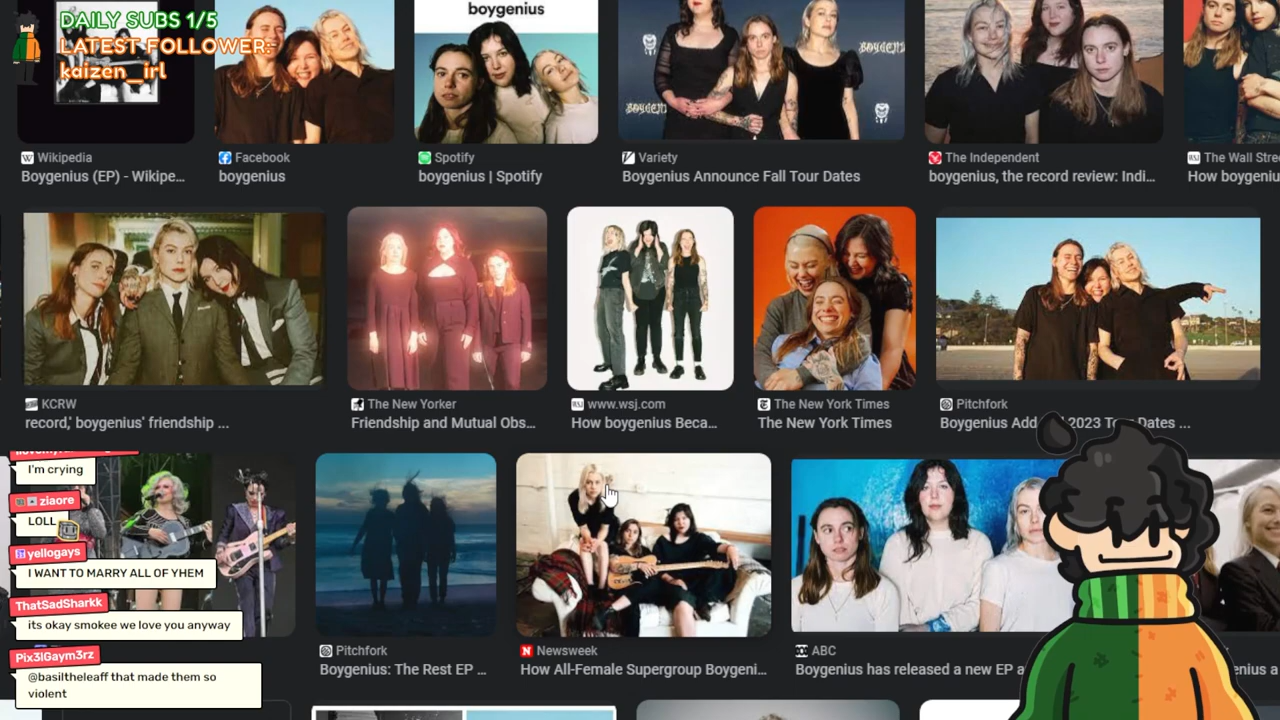 DAILY SUBS 1/5
LATEST FOLLOWER:
kaizen_irl
boygenius
BOYGENI
BOYGENI
Wikipedia
Boygenius (EP) - Wikipe...
Facebook
boygenius
Spotify
boygenius | Spotify
Variety
Boygenius Announce Fall Tour Dates
The Independent
boygenius, the record review: Indi...
The Wall Stre
How boygeniu
KCRW
record,' boygenius' friendship ...
The New Yorker
Friendship and Mutual Obs...
WSJ
www.wsj.com
How boygenius Beca...
The New York Times
The New York Times
Pitchfork
Boygenius Add 2023 To Dates ...
I'm crying
ziaore
LOLL
yellogays
I WANT TO MARRY ALL OF YHEM
ThatSadSharkk
its okay smokee we love you anyway
Pix3lGaym3rz
@basiltheleaff that made them so
violent
Pitchfork
Boygenius: The Rest EP ...
Newsweek
How All-Female Supergroup Boygeni...
ABC
Boygenius has released a new EP a
enius a